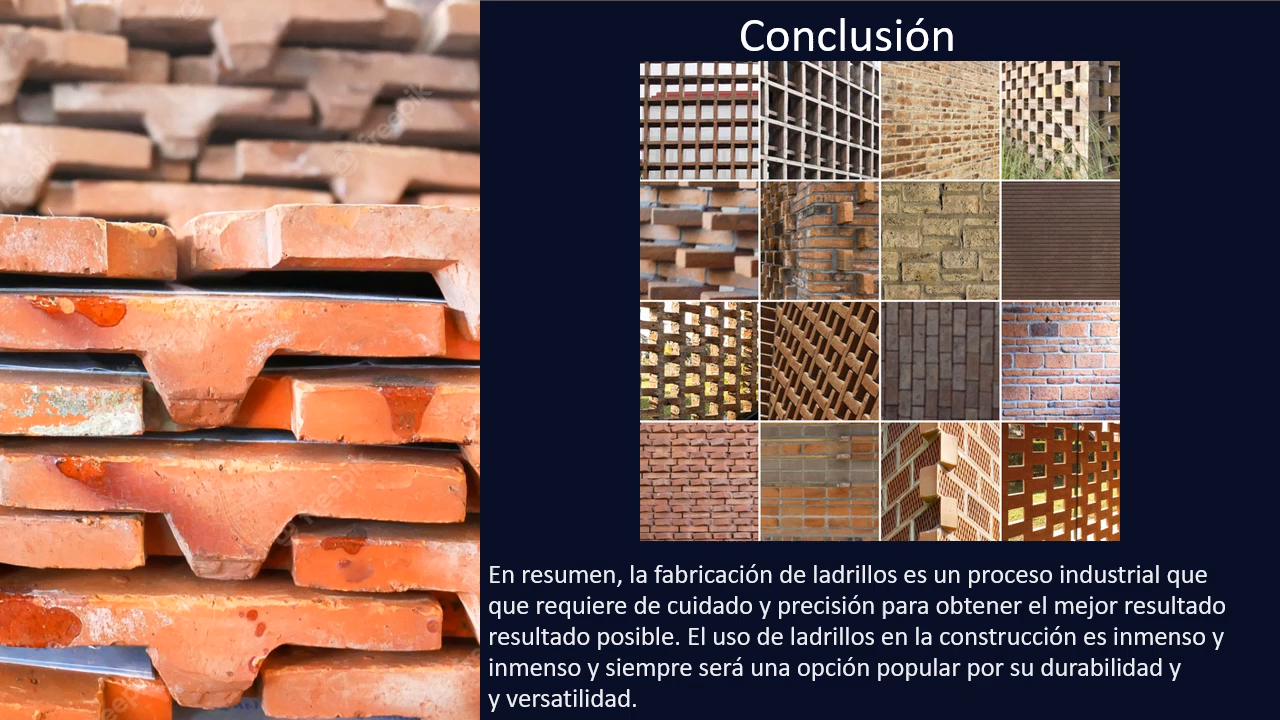 Conclusión
En resumen, la fabricación de ladrillos es un proceso industrial que
que requiere de cuidado y precisión para obtener el mejor resultado
resultado posible. El uso de ladrillos en la construcción es inmenso y
inmenso y siempre será una opción popular por su durabilidad y
y versatilidad.